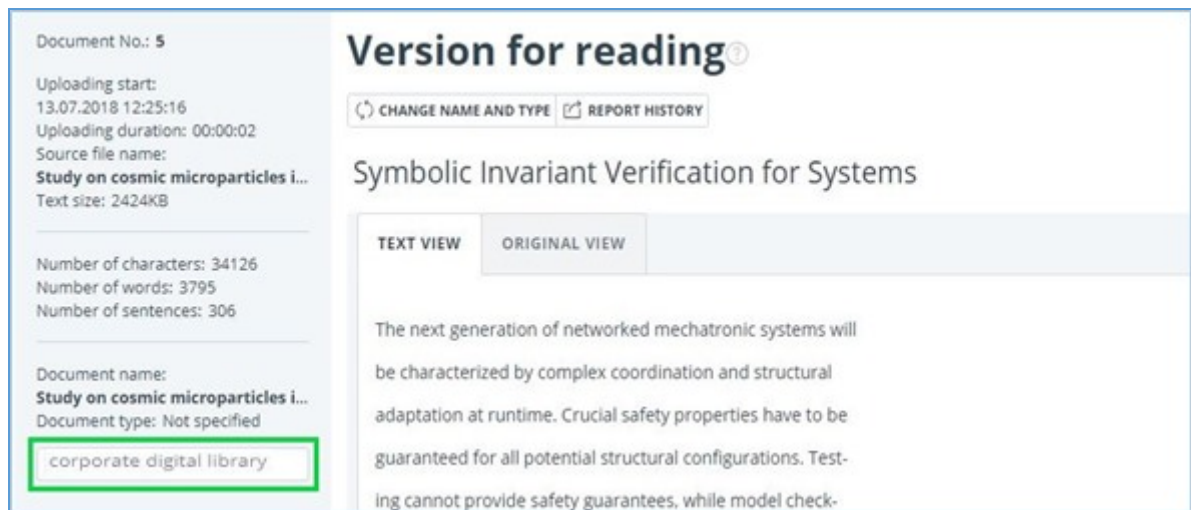 Document No.: 5
Uploading start:
13.07.2018 12:25:16
Uploading duration: 00:00:02
Source file name:
Study on cosmic microparticles i...
Text size: 2424KB
Number of characters: 34126
Number of words: 3795
Number of sentences: 306
Document name:
Study on cosmic microparticles i...
Document type: Not specified
corporate digital library
Version for reading ?
CHANGE NAME AND TYPE REPORT HISTORY
Symbolic Invariant Verification for Systems
TEXT VIEW ORIGINAL VIEW
The next generation of networked mechatronic systems will
be characterized by complex coordination and structural
adaptation at runtime. Crucial safety properties have to be
guaranteed for all potential structural configurations. Test-
ing cannot provide safety guarantees, while model check-